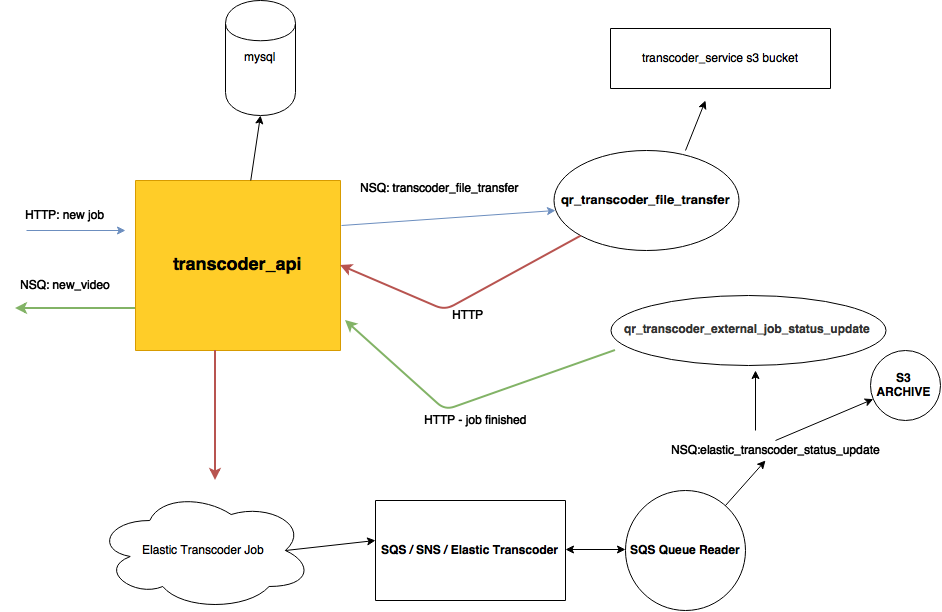 mysql
transcoder_service s3 bucket
NSQ: transcoder_file_transfer
qr_transcoder_file_transfer
HTTP: new job
transcoder_api
NSQ: new_video
HTTP
qr_transcoder_external_job_status_update
S3
ARCHIVE
HTTP - job finished
NSQ:elastic_transcoder_status_update
Elastic Transcoder Job
SQS / SNS / Elastic Transcoder
SQS Queue Reader